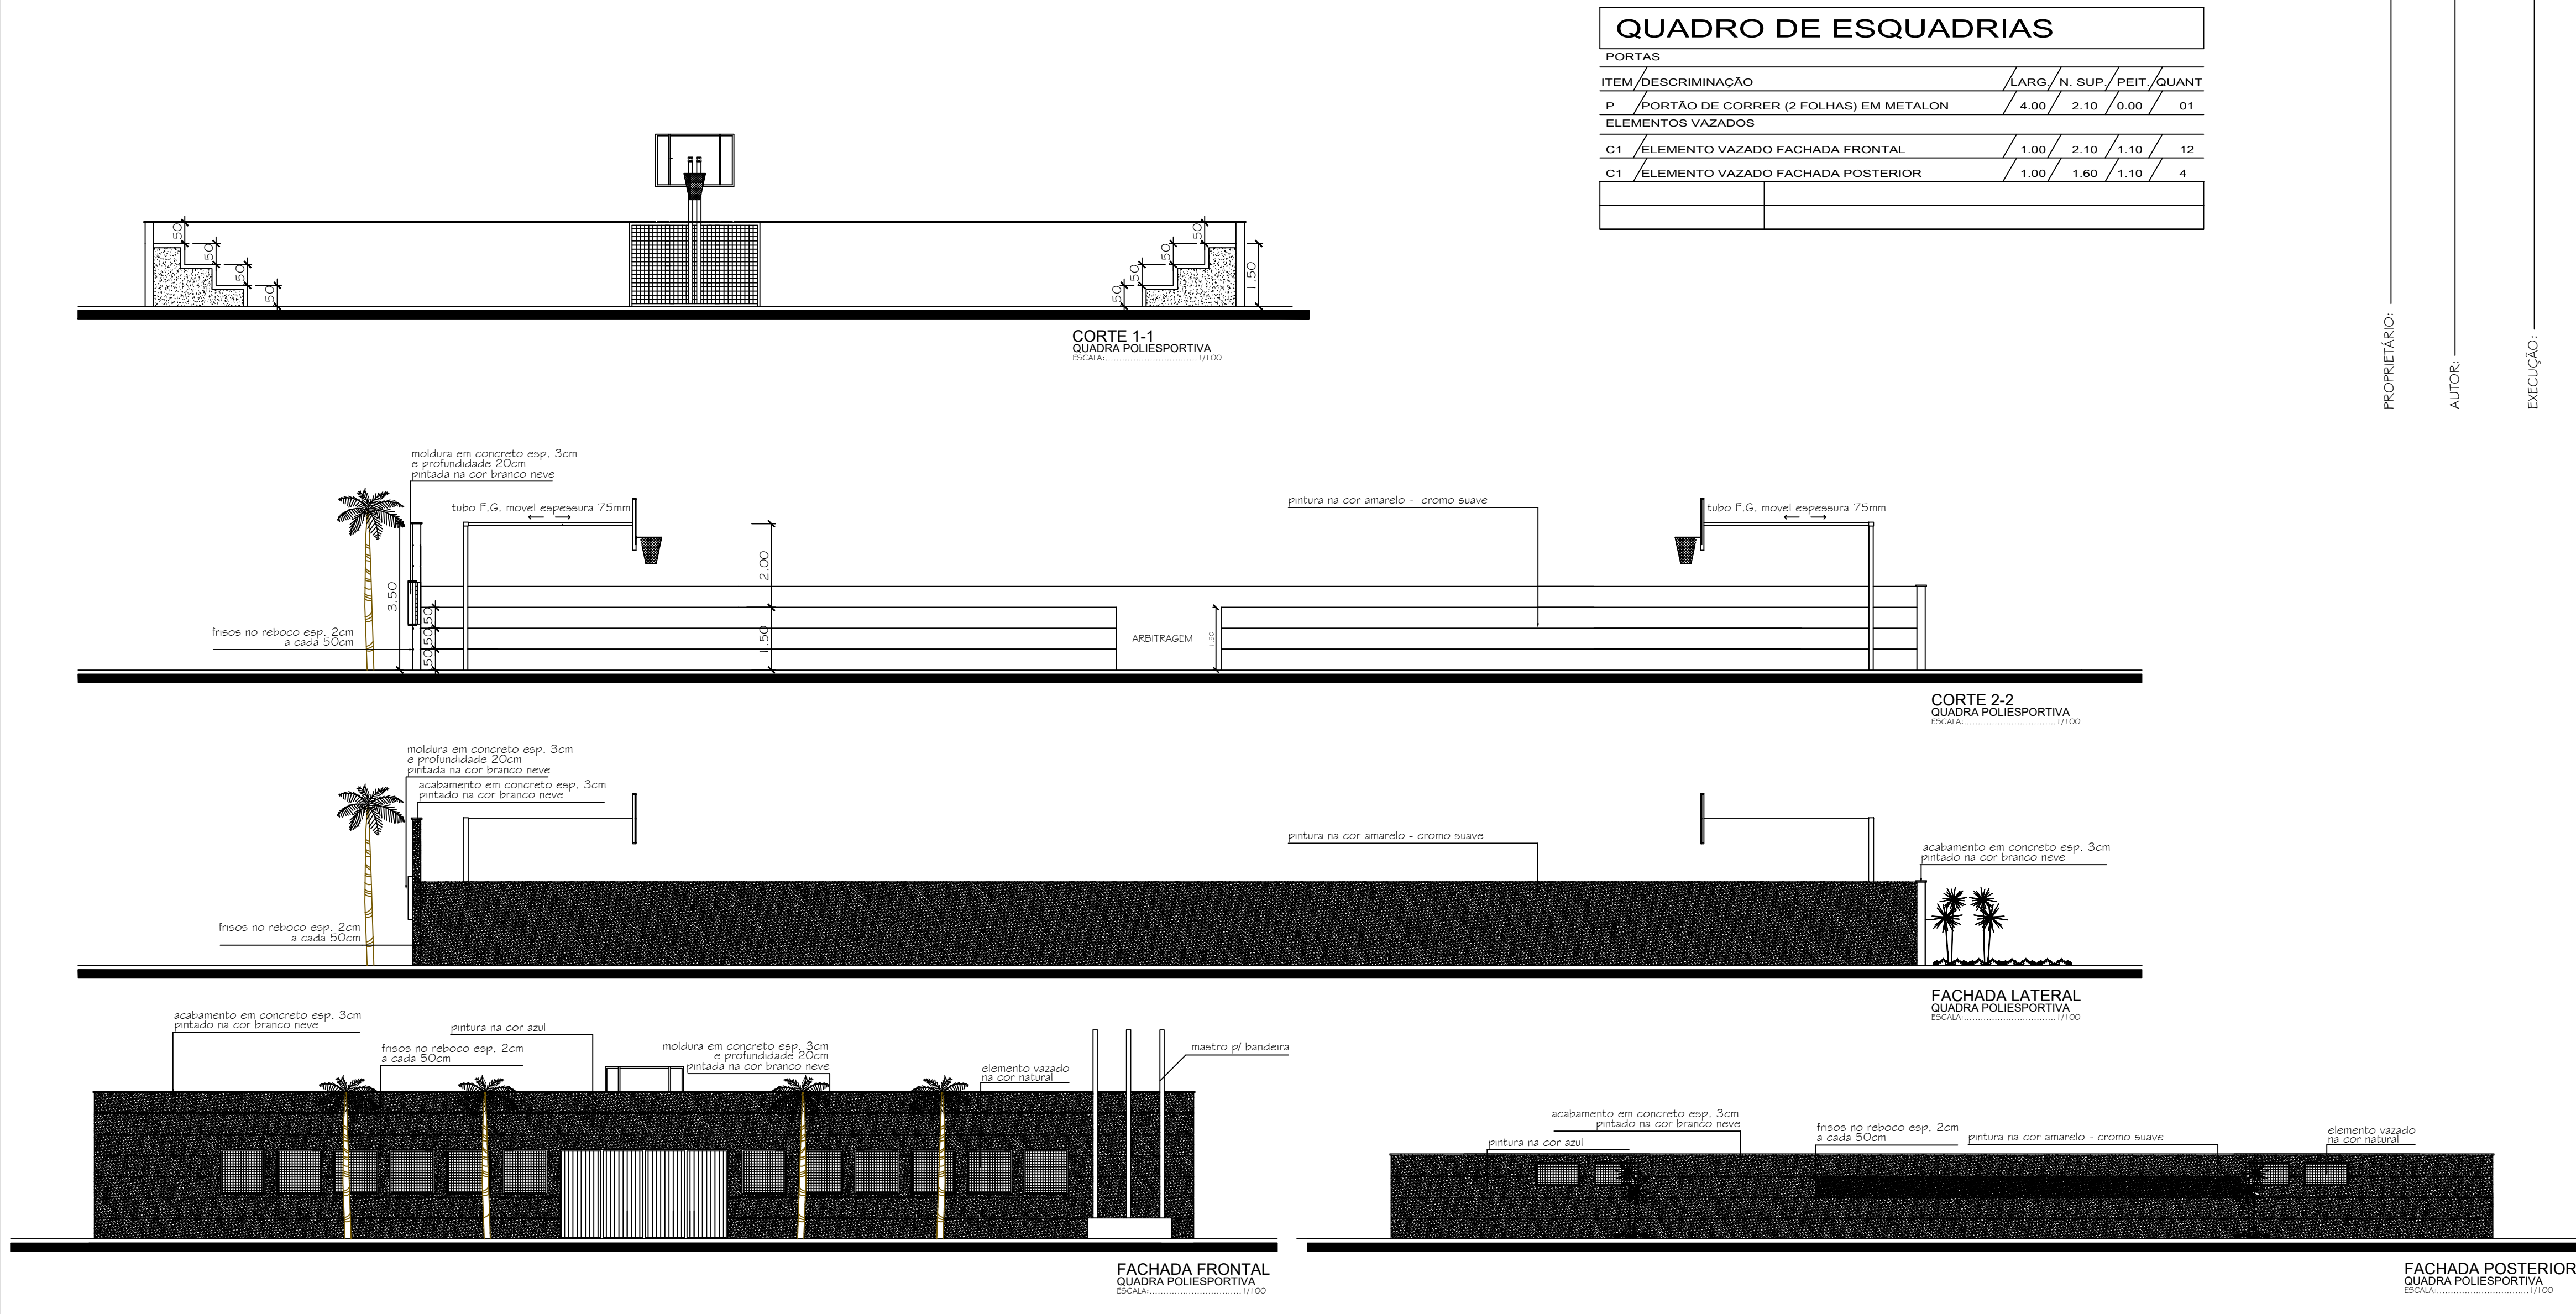 QUADRO DE ESQUADRIAS
PORTAS
ITEM DESCRIMINAÇÃO LARG. N. SUP. PEIT. QUANT
P PORTÃO DE CORRER (2 FOLHAS) EM METALON 4.00 2.10 0.00 01
ELEMENTOS VAZADOS
C1 ELEMENTO VAZADO FACHADA FRONTAL 1.00 2.10 1.10 12
C1 ELEMENTO VAZADO FACHADA POSTERIOR 1.00 1.60 1.10 4
PROPRIETÁRIO:
AUTOR:
EXECUÇÃO:
50
50
50
50
50
50
50
50
1.50
CORTE 1-1
QUADRA POLIESPORTIVA
ESCALA:................................1/100
moldura em concreto esp. 3cm
e profundidade 20cm
pintada na cor branco neve
tubo F.G. movel espessura 75mm
pintura na cor amarelo - cromo suave
tubo F.G. movel espessura 75mm
3.50
2.00
50
50
50
1.50
1.50
frisos no reboco esp. 2cm
a cada 50cm
ARBITRAGEM
CORTE 2-2
QUADRA POLIESPORTIVA
ESCALA:................................1/100
moldura em concreto esp. 3cm
e profundidade 20cm
pintada na cor branco neve
acabamento em concreto esp. 3cm
pintado na cor branco neve
pintura na cor amarelo - cromo suave
acabamento em concreto esp. 3cm
pintado na cor branco neve
frisos no reboco esp. 2cm
a cada 50cm
FACHADA LATERAL
QUADRA POLIESPORTIVA
ESCALA:................................1/100
acabamento em concreto esp. 3cm
pintado na cor branco neve
pintura na cor azul
frisos no reboco esp. 2cm
a cada 50cm
moldura em concreto esp. 3cm
e profundidade 20cm
pintada na cor branco neve
elemento vazado
na cor natural
mastro p/ bandeira
FACHADA FRONTAL
QUADRA POLIESPORTIVA
ESCALA:................................1/100
acabamento em concreto esp. 3cm
pintado na cor branco neve
pintura na cor azul
frisos no reboco esp. 2cm
a cada 50cm
pintura na cor amarelo - cromo suave
elemento vazado
na cor natural
FACHADA POSTERIOR
QUADRA POLIESPORTIVA
ESCALA:................................1/100